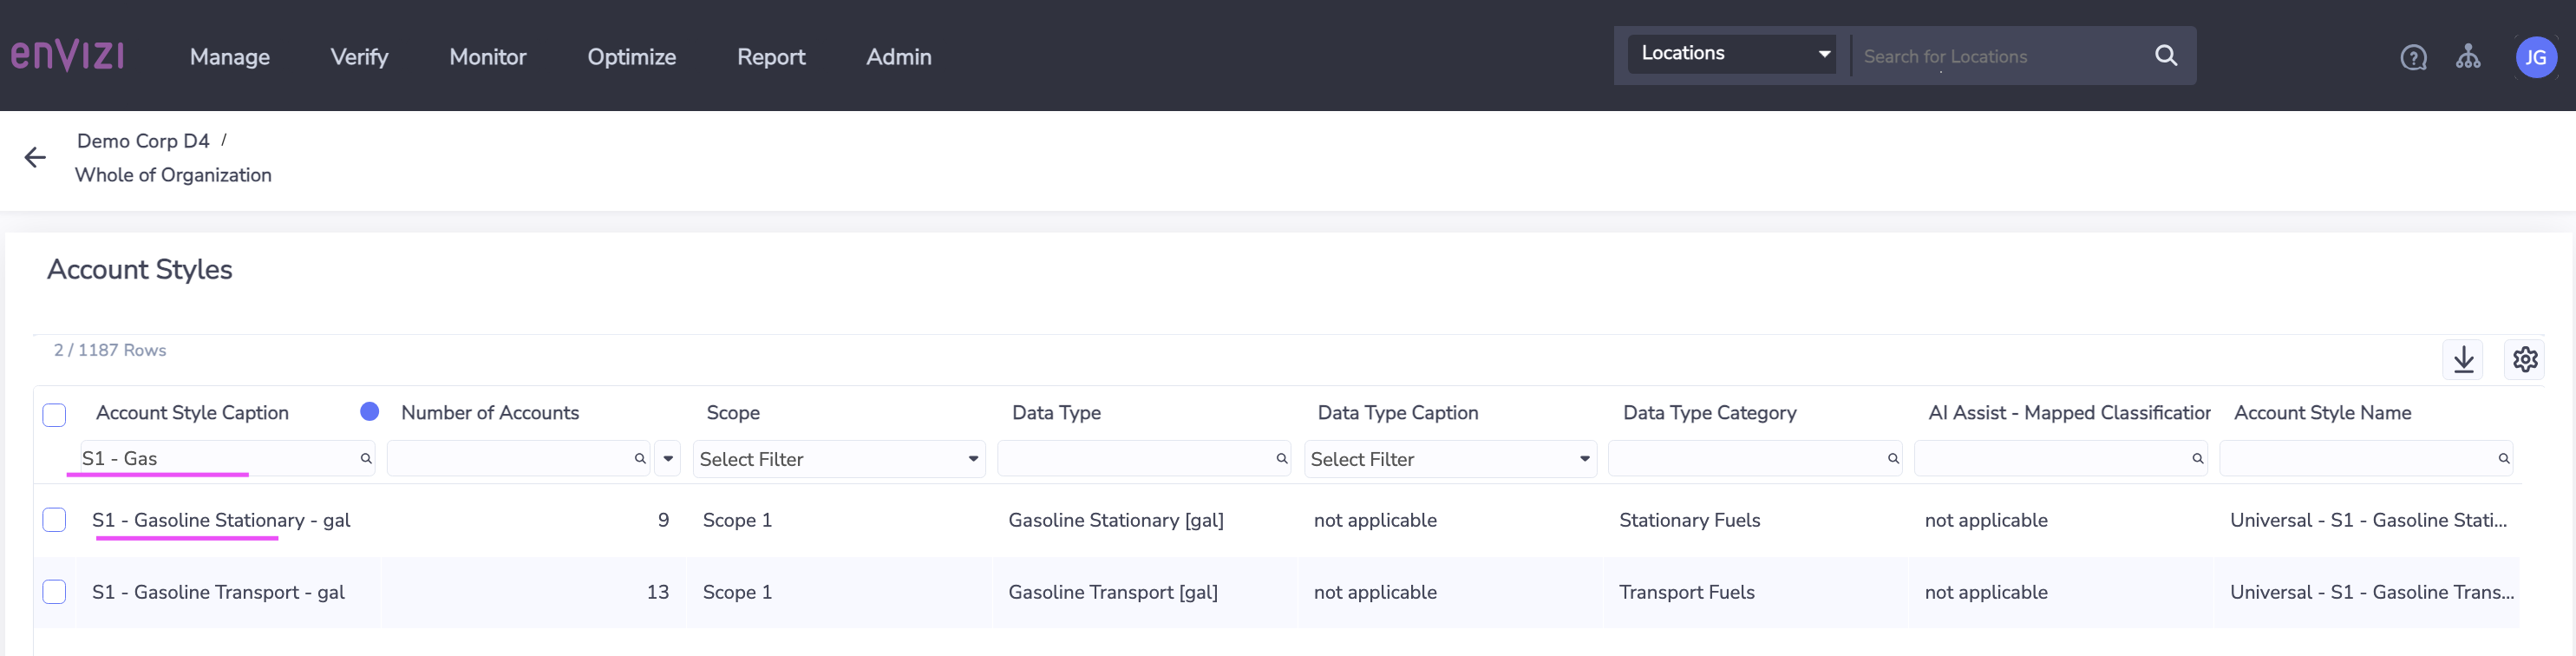 enVizi Manage Verify Monitor Optimize Report Admin Locations Search for Locations JG
Demo Corp D4 /
Whole of Organization
Account Styles
2 / 1187 Rows
Account Style Caption Number of Accounts Scope Data Type Data Type Caption Data Type Category AI Assist - Mapped Classification Account Style Name
S1 - Gas Select Filter Select Filter
S1 - Gasoline Stationary - gal 9 Scope 1 Gasoline Stationary [gal] not applicable Stationary Fuels not applicable Universal - S1 - Gasoline Stati...
S1 - Gasoline Transport - gal 13 Scope 1 Gasoline Transport [gal] not applicable Transport Fuels not applicable Universal - S1 - Gasoline Trans...